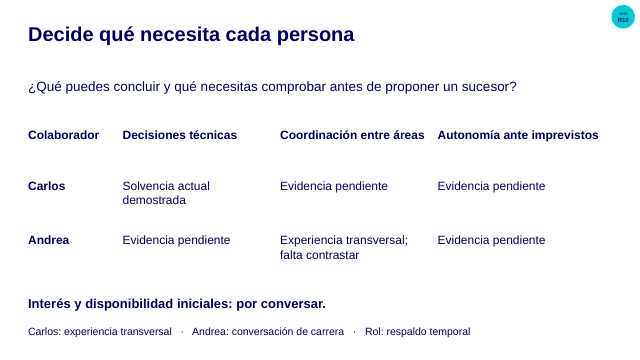 Decide qué necesita cada persona
R10
¿Qué puedes concluir y qué necesitas comprobar antes de proponer un sucesor?
Colaborador Decisiones técnicas Coordinación entre áreas Autonomía ante imprevistos
Carlos Solvencia actual demostrada Evidencia pendiente Evidencia pendiente
Andrea Evidencia pendiente Experiencia transversal; falta contrastar Evidencia pendiente
Interés y disponibilidad iniciales: por conversar.
Carlos: experiencia transversal · Andrea: conversación de carrera · Rol: respaldo temporal